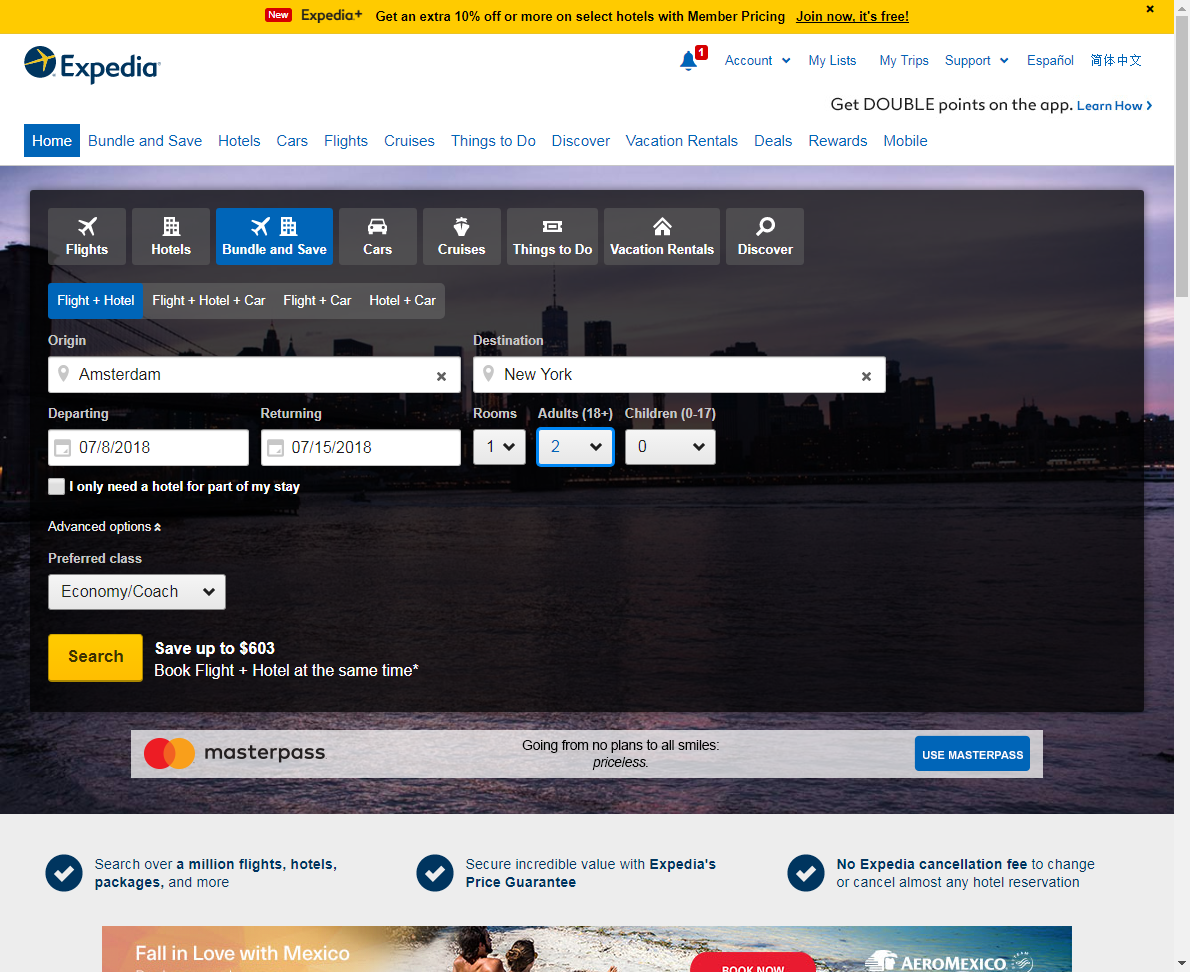 New Expedia+ Get an extra 10% off or more on select hotels with Member Pricing Join now, it's free!
Expedia
1 Account My Lists My Trips Support Español 简体中文
Get DOUBLE points on the app. Learn How
Home Bundle and Save Hotels Cars Flights Cruises Things to Do Discover Vacation Rentals Deals Rewards Mobile
Flights Hotels Bundle and Save Cars Cruises Things to Do Vacation Rentals Discover
Flight + Hotel Flight + Hotel + Car Flight + Car Hotel + Car
Origin Destination
Amsterdam New York
Departing Returning Rooms Adults (18+) Children (0-17)
07/8/2018 07/15/2018 1 2 0
I only need a hotel for part of my stay
Advanced options
Preferred class
Economy/Coach
Search
Save up to $603
Book Flight + Hotel at the same time*
masterpass
Going from no plans to all smiles:
priceless.
USE MASTERPASS
Search over a million flights, hotels,
packages, and more
Secure incredible value with Expedia's
Price Guarantee
No Expedia cancellation fee to change
or cancel almost any hotel reservation
Fall in Love with Mexico
BOOK NOW
AEROMEXICO